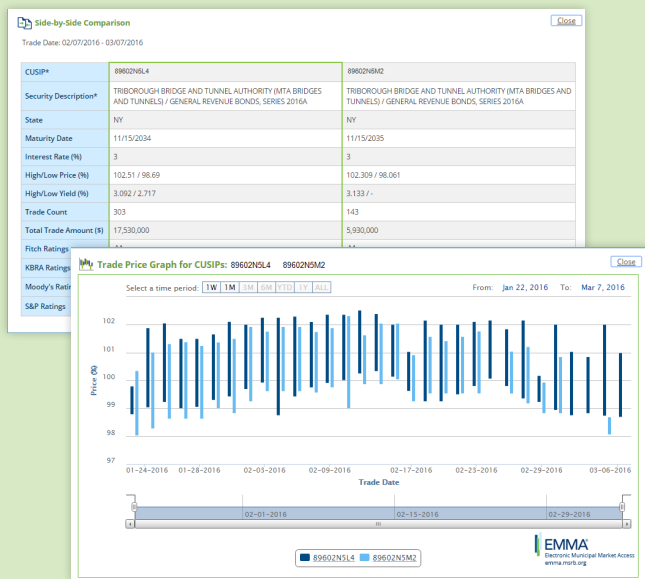 Side-by-Side Comparison
Close
Trade Date: 02/07/2016 - 03/07/2016
CUSIP* 89602N5L4 89602N5M2
Security Description* TRIBOROUGH BRIDGE AND TUNNEL AUTHORITY (MTA BRIDGES AND TUNNELS) / GENERAL REVENUE BONDS, SERIES 2016A TRIBOROUGH BRIDGE AND TUNNEL AUTHORITY (MTA BRIDGES AND TUNNELS) / GENERAL REVENUE BONDS, SERIES 2016A
State NY NY
Maturity Date 11/15/2034 11/15/2035
Interest Rate (%) 3 3
High/Low Price (%) 102.51 / 98.69 102.309 / 98.061
High/Low Yield (%) 3.092 / 2.717 3.133 / -
Trade Count 303 143
Total Trade Amount ($) 17,530,000 5,930,000
Fitch Ratings
KBRA Ratings
Moody's
S&P Ratings
Trade Price Graph for CUSIPs: 89602N5L4 89602N5M2
Close
Select a time period: 1W 1M 3M 6M YTD 1Y ALL
From: Jan 22, 2016 To: Mar 7, 2016
102
101
100
99
98
97
Price (%)
01-24-2016 01-28-2016 02-03-2016 02-09-2016 02-17-2016 02-23-2016 02-29-2016 03-06-2016
Trade Date
02-01-2016 02-15-2016 02-29-2016
89602N5L4 89602N5M2
EMMA
Electronic Municipal Market Access
emma.msrb.org